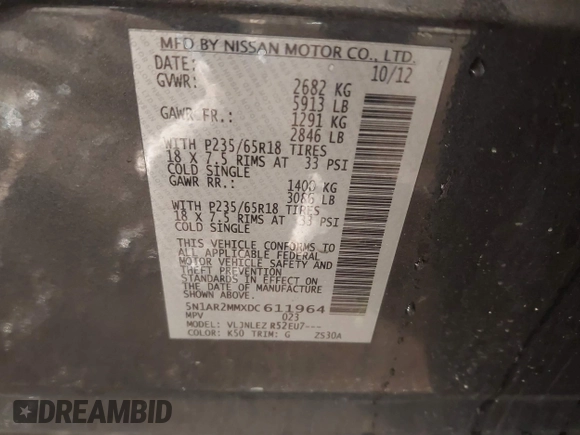 MFD BY NISSAN MOTOR CO., LTD.
DATE: 10/12
GVWR: 2682 KG
5913 LB
GAWR FR.: 1291 KG
2846 LB
WITH P235/65R18 TIRES
18 X 7.5 RIMS AT 33 PSI
COLD SINGLE
GAWR RR.: 1400 KG
3086 LB
WITH P235/65R18 TIRES
18 X 7.5 RIMS AT 33 PSI
COLD SINGLE
THIS VEHICLE CONFORMS TO
ALL APPLICABLE FEDERAL
MOTOR VEHICLE SAFETY AND
THEFT PREVENTION
STANDARDS IN EFFECT ON
THE DATE OF MANUFACTURE
SHOWN ABOVE.
5N1AR2MMXDC611964
MPV 023
MODEL: VLJNLEZ R52EU7---
COLOR: K50 TRIM: G ZS30A
DREAMBID